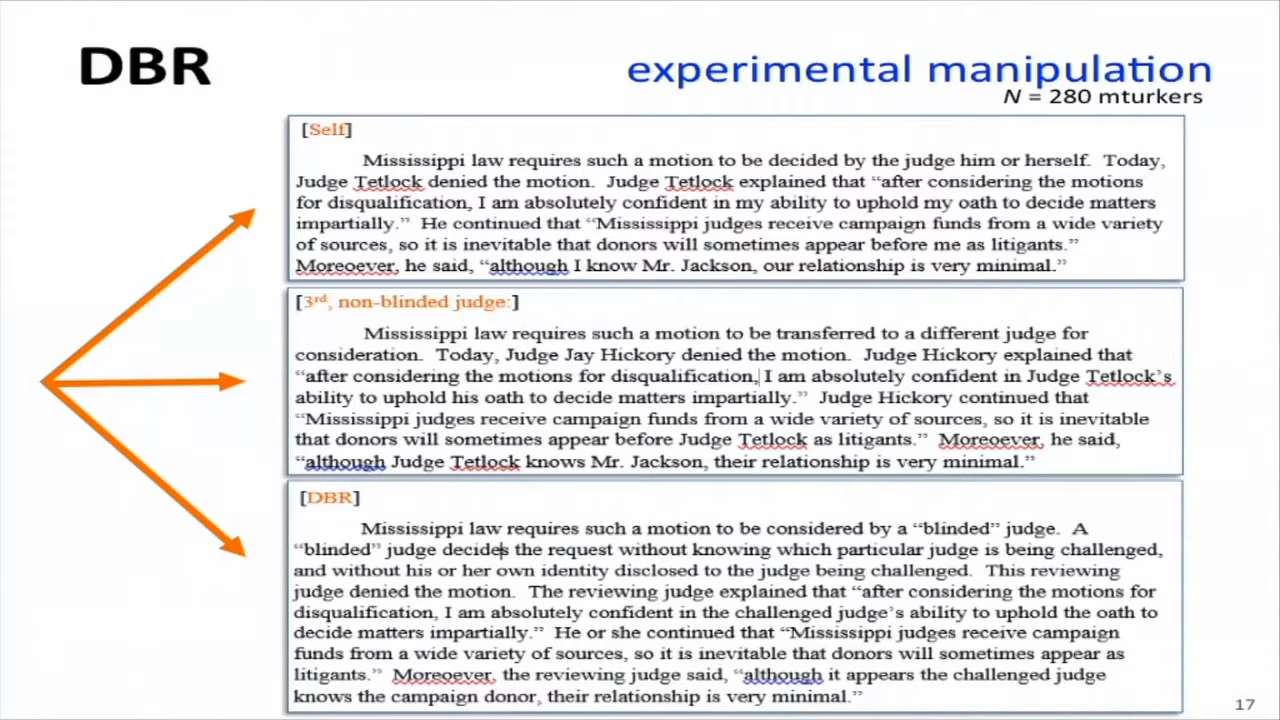 DBR
experimental manipulation
N = 280 mturkers
[Self]
Mississippi law requires such a motion to be decided by the judge him or herself. Today,
Judge Tetlock denied the motion. Judge Tetlock explained that “after considering the motions
for disqualification, I am absolutely confident in my ability to uphold my oath to decide matters
impartially.” He continued that “Mississippi judges receive campaign funds from a wide variety
of sources, so it is inevitable that donors will sometimes appear before me as litigants.”
Moreoever, he said, “although I know Mr. Jackson, our relationship is very minimal.”
[3rd, non-blinded judge:]
Mississippi law requires such a motion to be transferred to a different judge for
consideration. Today, Judge Jay Hickory denied the motion. Judge Hickory explained that
“after considering the motions for disqualification, I am absolutely confident in Judge Tetlock’s
ability to uphold his oath to decide matters impartially.” Judge Hickory continued that
“Mississippi judges receive campaign funds from a wide variety of sources, so it is inevitable
that donors will sometimes appear before Judge Tetlock as litigants.” Moreoever, he said,
“although Judge Tetlock knows Mr. Jackson, their relationship is very minimal.”
[DBR]
Mississippi law requires such a motion to be considered by a “blinded” judge. A
“blinded” judge decides the request without knowing which particular judge is being challenged,
and without his or her own identity disclosed to the judge being challenged. This reviewing
judge denied the motion. The reviewing judge explained that “after considering the motions for
disqualification, I am absolutely confident in the challenged judge’s ability to uphold the oath to
decide matters impartially.” He or she continued that “Mississippi judges receive campaign
funds from a wide variety of sources, so it is inevitable that donors will sometimes appear as
litigants.” Moreoever, the reviewing judge said, “although it appears the challenged judge
knows the campaign donor, their relationship is very minimal.”
17